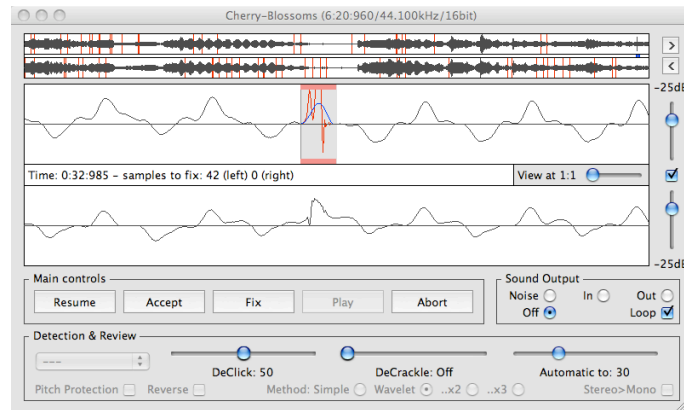 Cherry-Blossoms (6:20:960/44.100kHz/16bit)
>
<
-25dB
Time: 0:32:985 - samples to fix: 42 (left) 0 (right)
View at 1:1
-25dB
Main controls
Resume Accept Fix Play Abort
Sound Output
Noise In Out
Off Loop
Detection & Review
---
DeClick: 50 DeCrackle: Off Automatic to: 30
Pitch Protection Reverse Method: Simple Wavelet ..x2 ..x3 Stereo>Mono